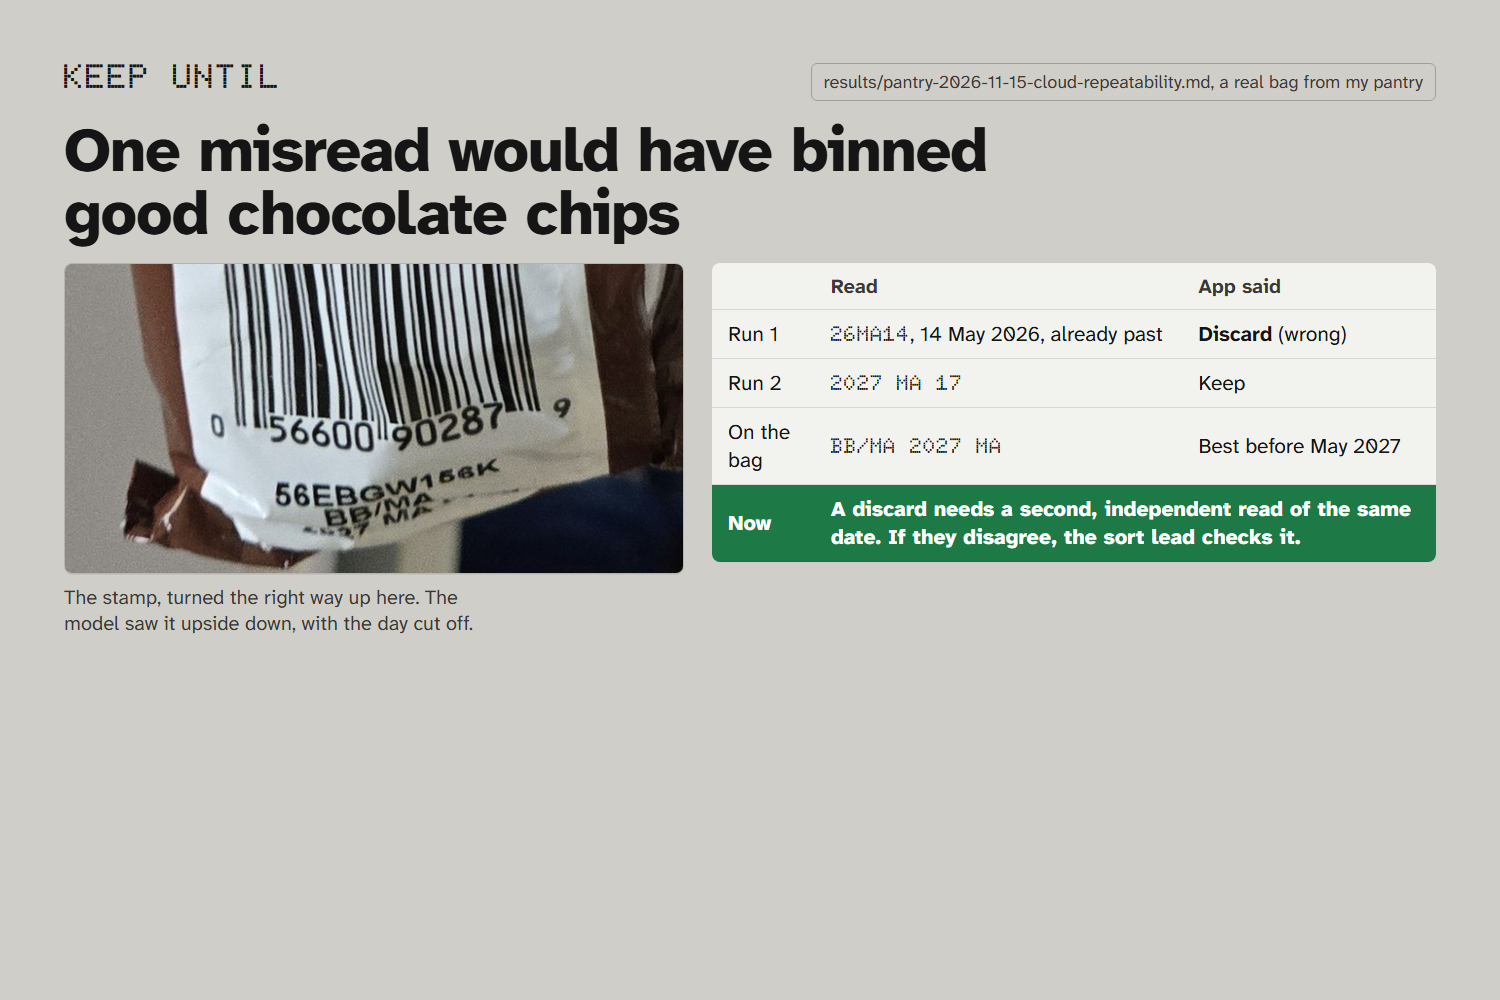 KEEP UNTIL
results/pantry-2026-11-15-cloud-repeatability.md, a real bag from my pantry
One misread would have binned
good chocolate chips
0 56600 90287 9
56EBGW156K
BB/MA
MA
Read App said
Run 1 26MA14, 14 May 2026, already past Discard (wrong)
Run 2 2027 MA 17 Keep
On the
bag
BB/MA 2027 MA Best before May 2027
Now
A discard needs a second, independent read of the same
date. If they disagree, the sort lead checks it.
The stamp, turned the right way up here. The
model saw it upside down, with the day cut off.